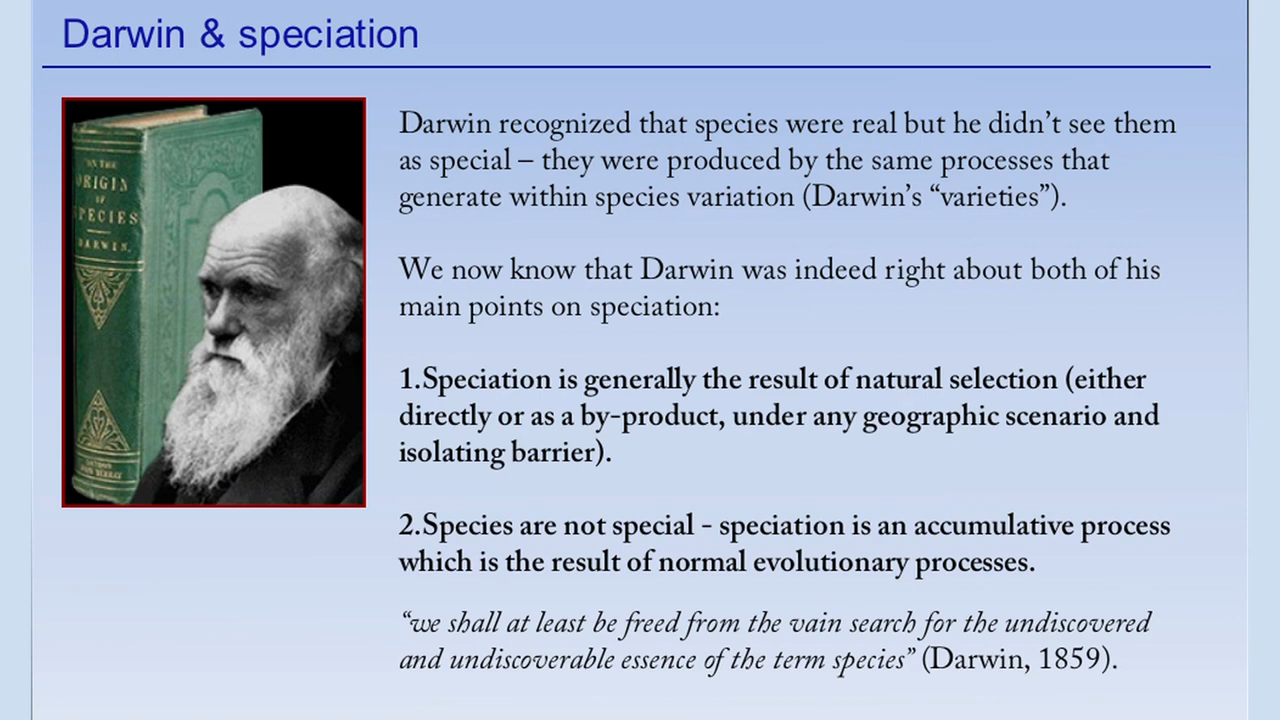 Darwin & speciation
ON THE
ORIGIN
OF
SPECIES
DARWIN.
LONDON
JOHN MURRAY
Darwin recognized that species were real but he didn’t see them
as special – they were produced by the same processes that
generate within species variation (Darwin’s “varieties”).
We now know that Darwin was indeed right about both of his
main points on speciation:
1.Speciation is generally the result of natural selection (either
directly or as a by-product, under any geographic scenario and
isolating barrier).
2.Species are not special - speciation is an accumulative process
which is the result of normal evolutionary processes.
“we shall at least be freed from the vain search for the undiscovered
and undiscoverable essence of the term species” (Darwin, 1859).